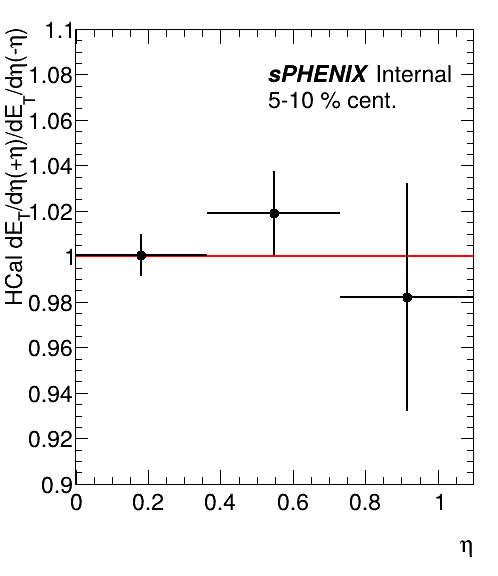 HCal dE_T/dη(+η)/dE_T/dη(-η)
sPHENIX Internal
5-10 % cent.
1.1
1.08
1.06
1.04
1.02
1
0.98
0.96
0.94
0.92
0.9
0 0.2 0.4 0.6 0.8 1
η